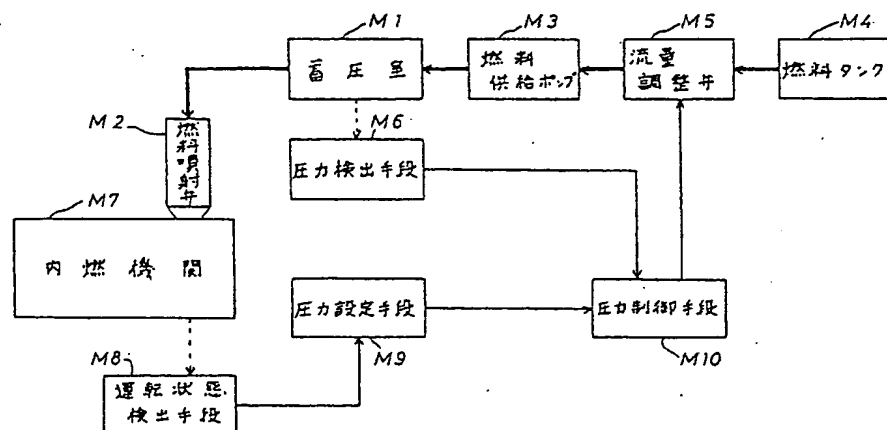 M1
M3
M5
M4
蓄圧室
燃料
供給ポンプ
流量
調整弁
燃料タンク
M2
燃料噴射弁
M6
圧力検出手段
M7
内燃機関
圧力設定手段
圧力制御手段
M9
M10
M8
運転状態
検出手段